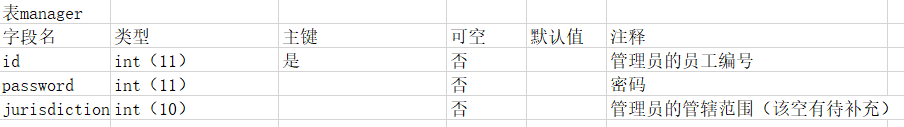 表manager
字段名 类型 主键 可空 默认值 注释
id int（11） 是 否 管理员的员工编号
password int（11） 否 密码
jurisdiction int（10） 否 管理员的管辖范围（该空有待补充）